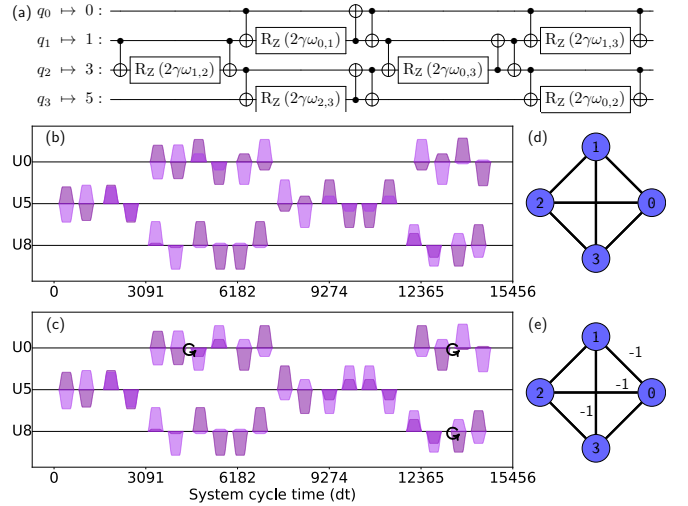 (a)
q0 ↦ 0 :
q1 ↦ 1 : RZ (2γω0,1) RZ (2γω1,3)
q2 ↦ 3 : RZ (2γω1,2) RZ (2γω0,3)
q3 ↦ 5 : RZ (2γω2,3) RZ (2γω0,2)
(b)
U0
U5
U8
0 3091 6182 9274 12365 15456
(d)
1
2 0
3
(c)
U0
U5
U8
0 3091 6182 9274 12365 15456
System cycle time (dt)
(e)
1
-1
2 -1 0
-1
3